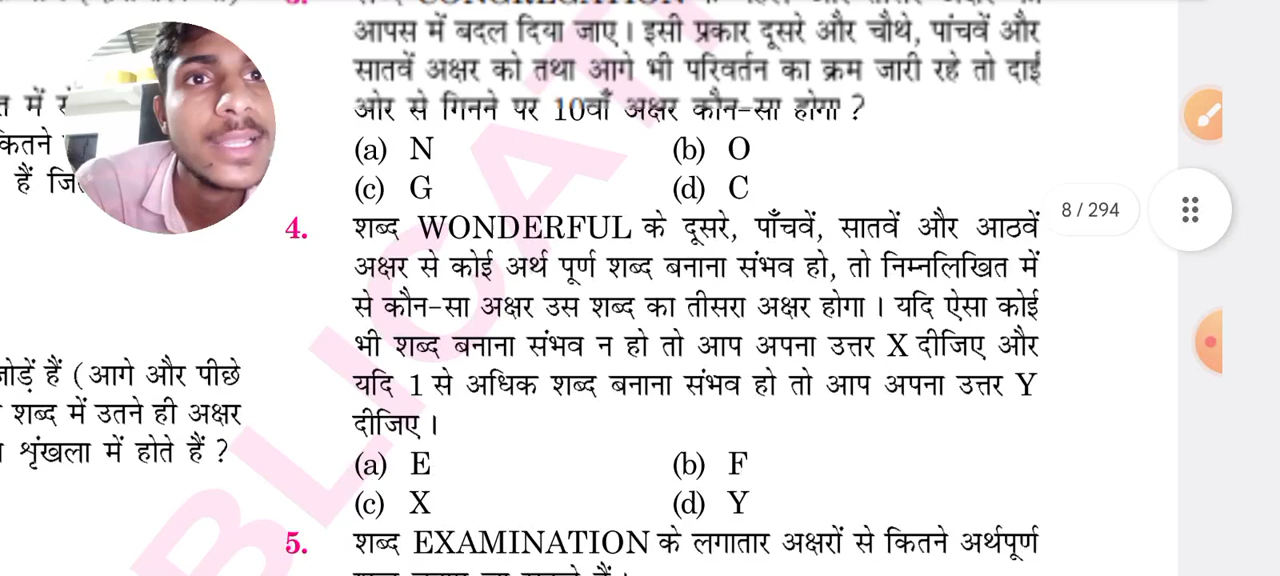 3. शब्द CONGREGATION
आपस में बदल दिया जाए। इसी प्रकार दूसरे और चौथे, पांचवें और
सातवें अक्षर को तथा आगे भी परिवर्तन का क्रम जारी रहे तो दाईं
ओर से गिनने पर 10वाँ अक्षर कौन-सा होगा ?
(a) N (b) O
(c) G (d) C
4. शब्द WONDERFUL के दूसरे, पाँचवें, सातवें और आठवें
अक्षर से कोई अर्थ पूर्ण शब्द बनाना संभव हो, तो निम्नलिखित में
से कौन-सा अक्षर उस शब्द का तीसरा अक्षर होगा । यदि ऐसा कोई
भी शब्द बनाना संभव न हो तो आप अपना उत्तर X दीजिए और
यदि 1 से अधिक शब्द बनाना संभव हो तो आप अपना उत्तर Y
दीजिए ।
(a) E (b) F
(c) X (d) Y
5. शब्द EXAMINATION के लगातार अक्षरों से कितने अर्थपूर्ण
त में
कितने
हैं
जोड़ें हैं (आगे और पीछे
शब्द में उतने ही अक्षर
श्रृंखला में होते हैं ?
8 / 294
BLICAT